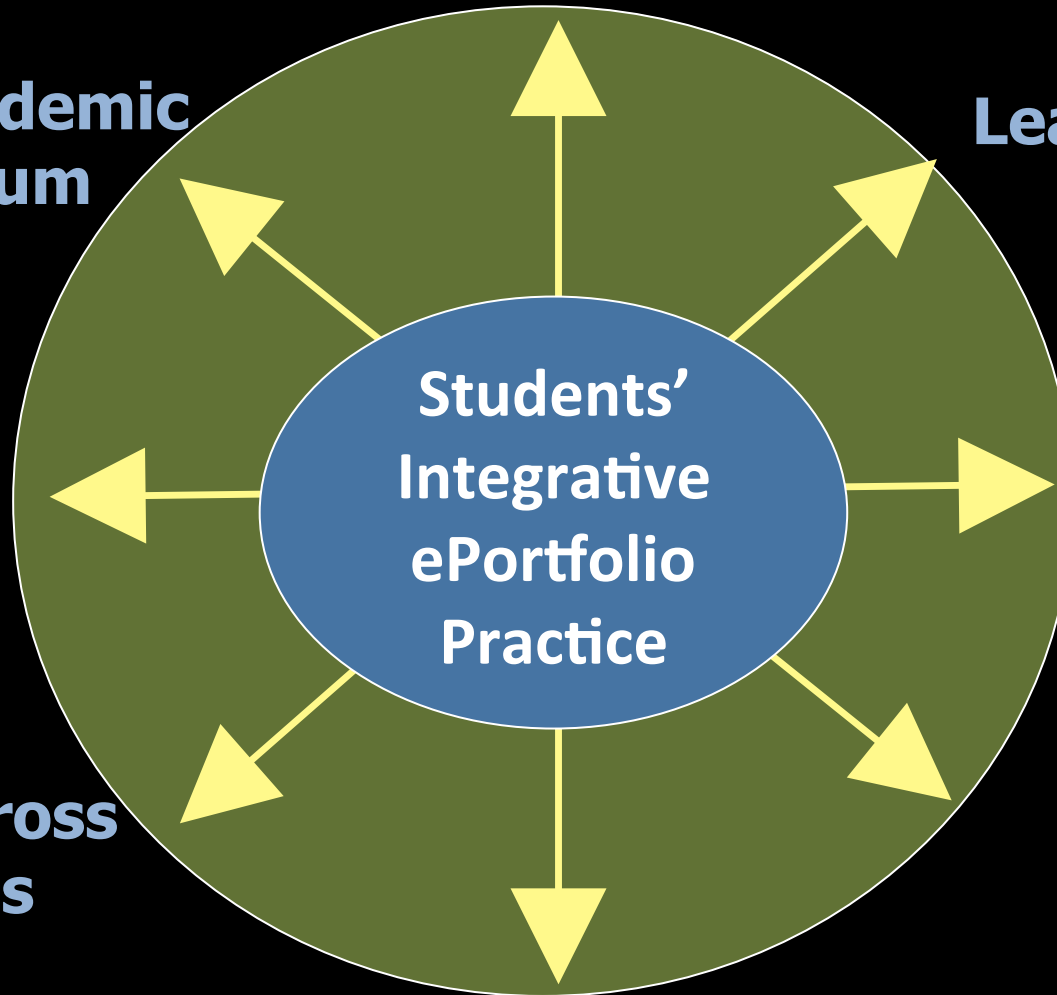 demic
um
Lea
Students’
Integrative
ePortfolio
Practice
ross
s